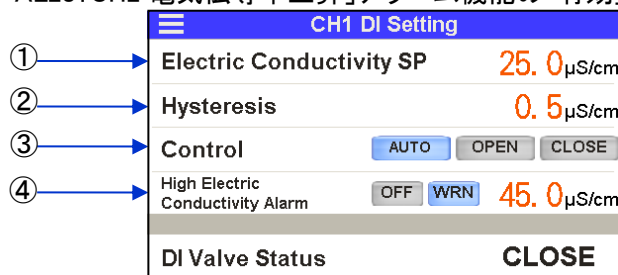 CH1 DI Setting
① Electric Conductivity SP 25.0μS/cm
② Hysteresis 0.5μS/cm
③ Control AUTO OPEN CLOSE
④ High Electric
Conductivity Alarm OFF WRN 45.0μS/cm
DI Valve Status CLOSE